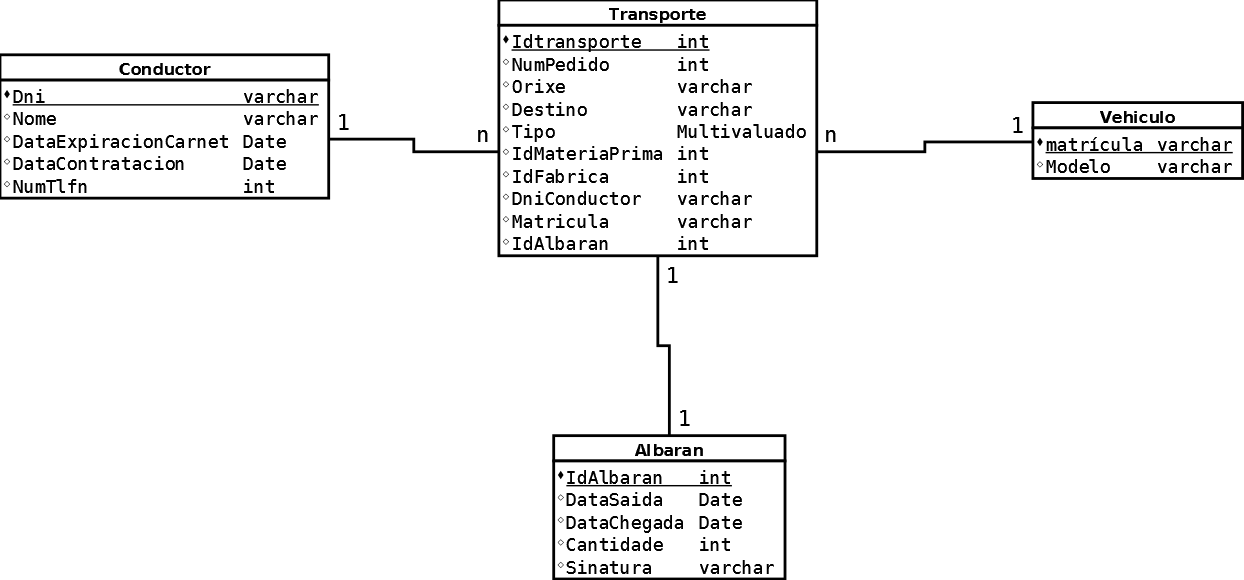 Transporte
Idtransporte int
NumPedido int
Orixe varchar
Destino varchar
Tipo Multivaluado
IdMateriaPrima int
IdFabrica int
DniConductor varchar
Matricula varchar
IdAlbaran int
Conductor
Dni varchar
Nome varchar
DataExpiracionCarnet Date
DataContratacion Date
NumTlfn int
1
n
n
1
Vehiculo
matrícula varchar
Modelo varchar
1
1
Albaran
IdAlbaran int
DataSaida Date
DataChegada Date
Cantidade int
Sinatura varchar